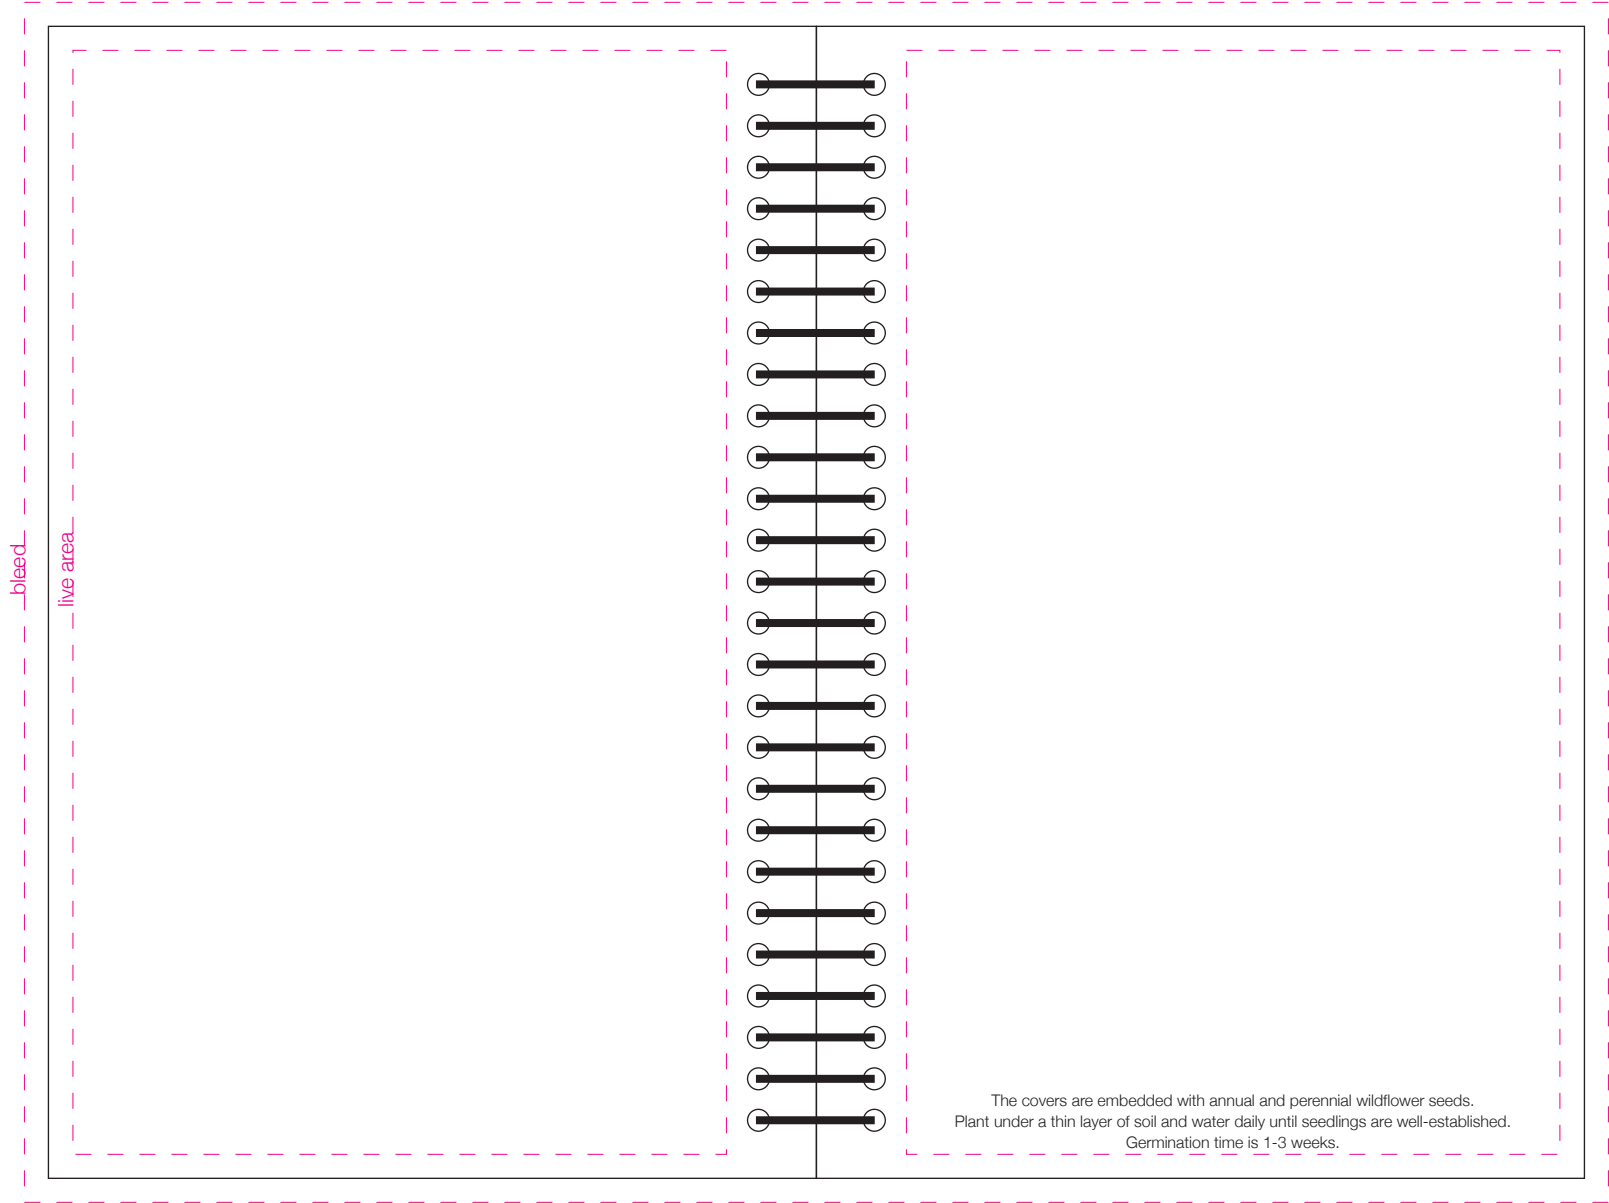 bleed
live area
The covers are embedded with annual and perennial wildflower seeds.
Plant under a thin layer of soil and water daily until seedlings are well-established.
Germination time is 1-3 weeks.